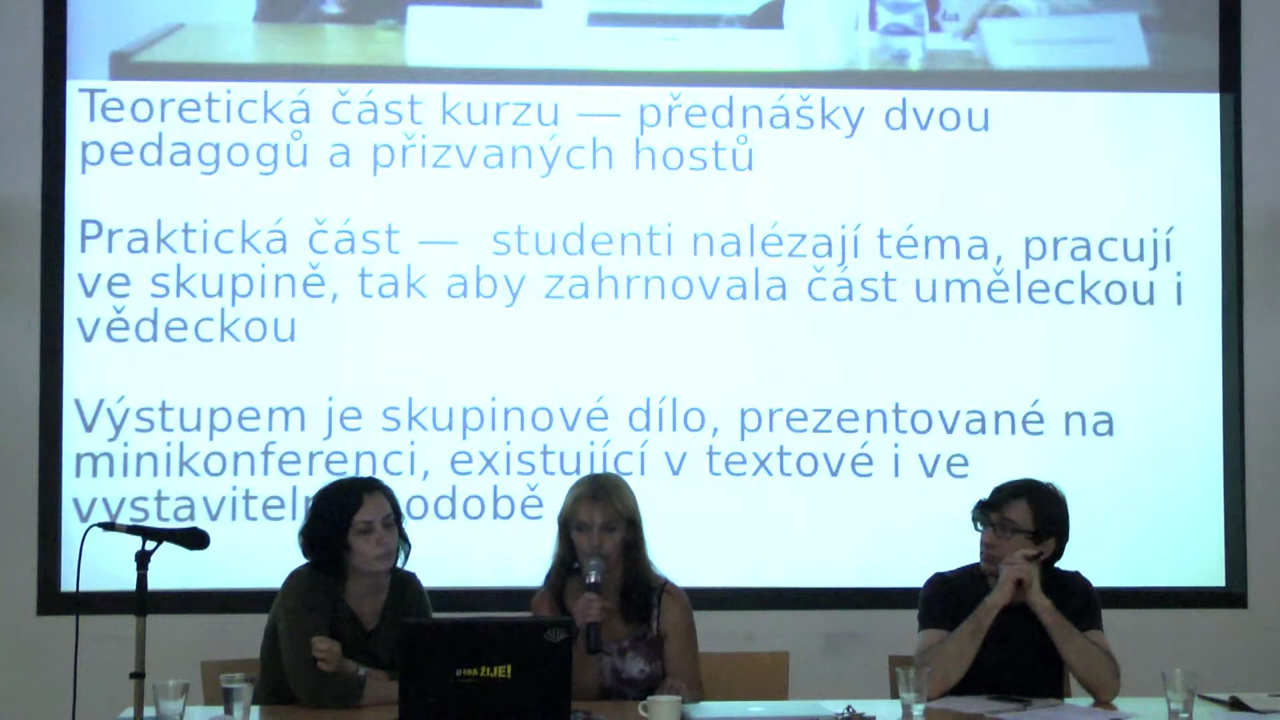 Teoretická část kurzu — přednášky dvou
pedagogů a přizvaných hostů
Praktická část — studenti nalézají téma, pracují
ve skupině, tak aby zahrnovala část uměleckou i
vědeckou
Výstupem je skupinové dílo, prezentované na
minikonferenci, existující v textové i ve
ŽIJE!